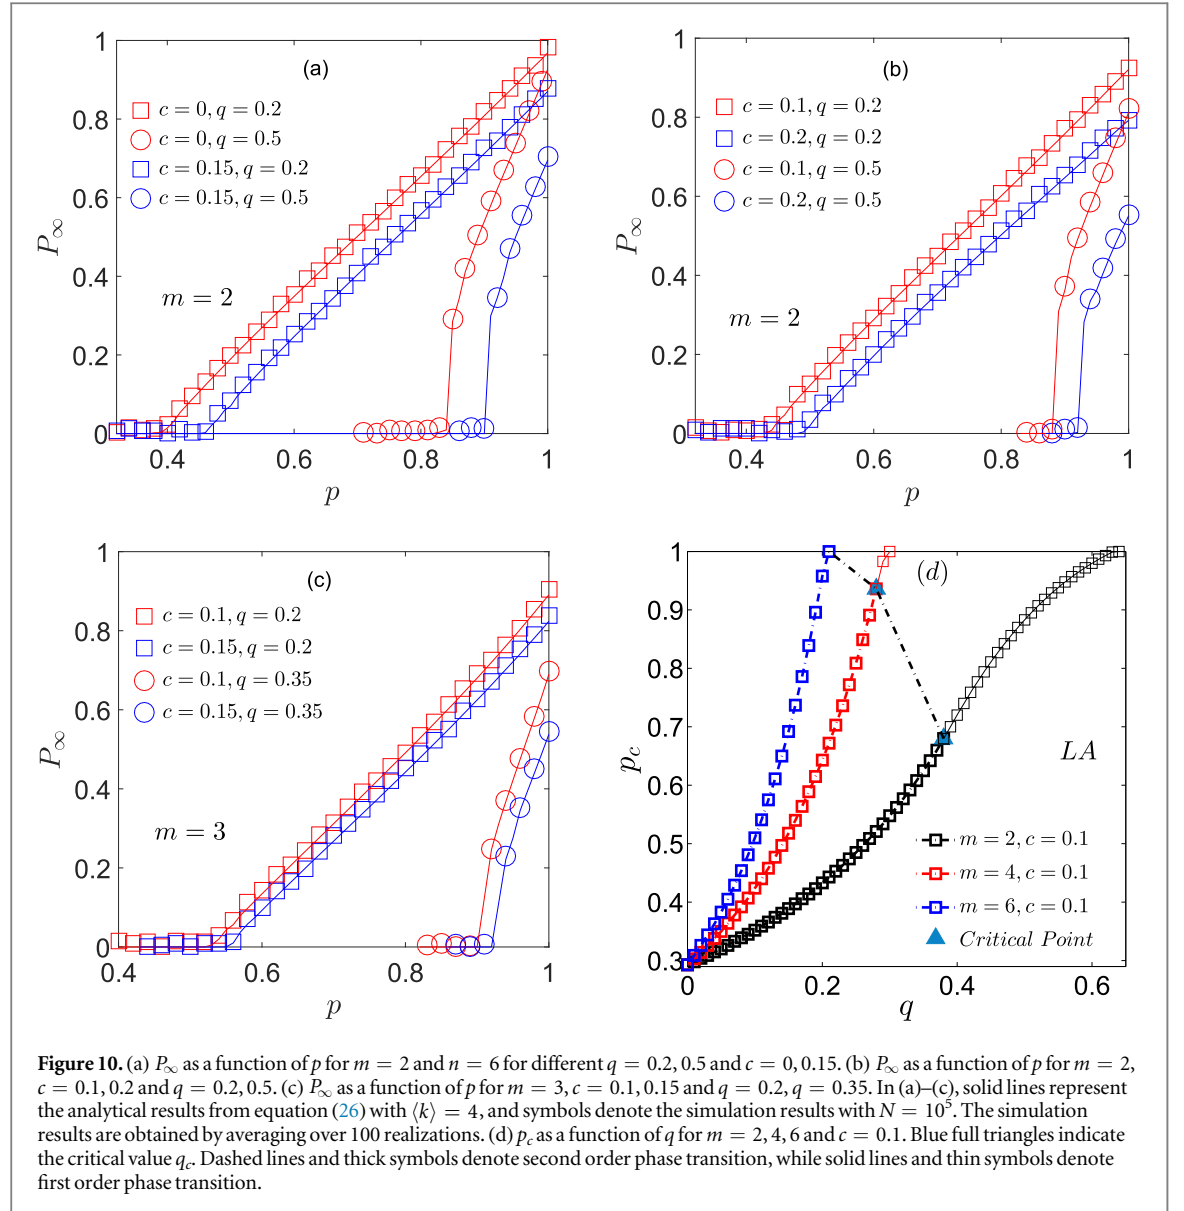 (a)
c = 0, q = 0.2
c = 0, q = 0.5
c = 0.15, q = 0.2
c = 0.15, q = 0.5
m = 2
P∞
1
0.8
0.6
0.4
0.2
0
0.4 0.6 0.8 1
p
(b)
c = 0.1, q = 0.2
c = 0.2, q = 0.2
c = 0.1, q = 0.5
c = 0.2, q = 0.5
m = 2
P∞
1
0.8
0.6
0.4
0.2
0
0.4 0.6 0.8 1
p
(c)
c = 0.1, q = 0.2
c = 0.15, q = 0.2
c = 0.1, q = 0.35
c = 0.15, q = 0.35
m = 3
P∞
1
0.8
0.6
0.4
0.2
0
0.4 0.6 0.8 1
p
(d)
LA
m = 2, c = 0.1
m = 4, c = 0.1
m = 6, c = 0.1
Critical Point
pc
1
0.9
0.8
0.7
0.6
0.5
0.4
0.3
0 0.2 0.4 0.6
q
Figure 10. (a) P∞ as a function of p for m = 2 and n = 6 for different q = 0.2, 0.5 and c = 0, 0.15. (b) P∞ as a function of p for m = 2,
c = 0.1, 0.2 and q = 0.2, 0.5. (c) P∞ as a function of p for m = 3, c = 0.1, 0.15 and q = 0.2, q = 0.35. In (a)–(c), solid lines represent
the analytical results from equation (26) with ⟨k⟩ = 4, and symbols denote the simulation results with N = 10⁵. The simulation
results are obtained by averaging over 100 realizations. (d) pc as a function of q for m = 2, 4, 6 and c = 0.1. Blue full triangles indicate
the critical value qc. Dashed lines and thick symbols denote second order phase transition, while solid lines and thin symbols denote
first order phase transition.